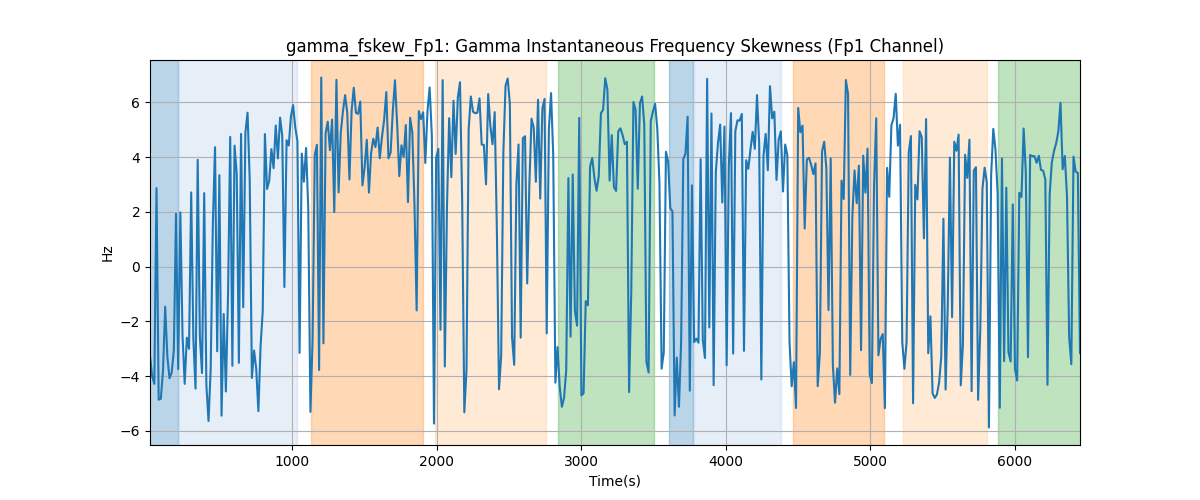 gamma_fskew_Fp1: Gamma Instantaneous Frequency Skewness (Fp1 Channel)
6
4
2
0
−2
−4
−6
Hz
1000 2000 3000 4000 5000 6000
Time(s)